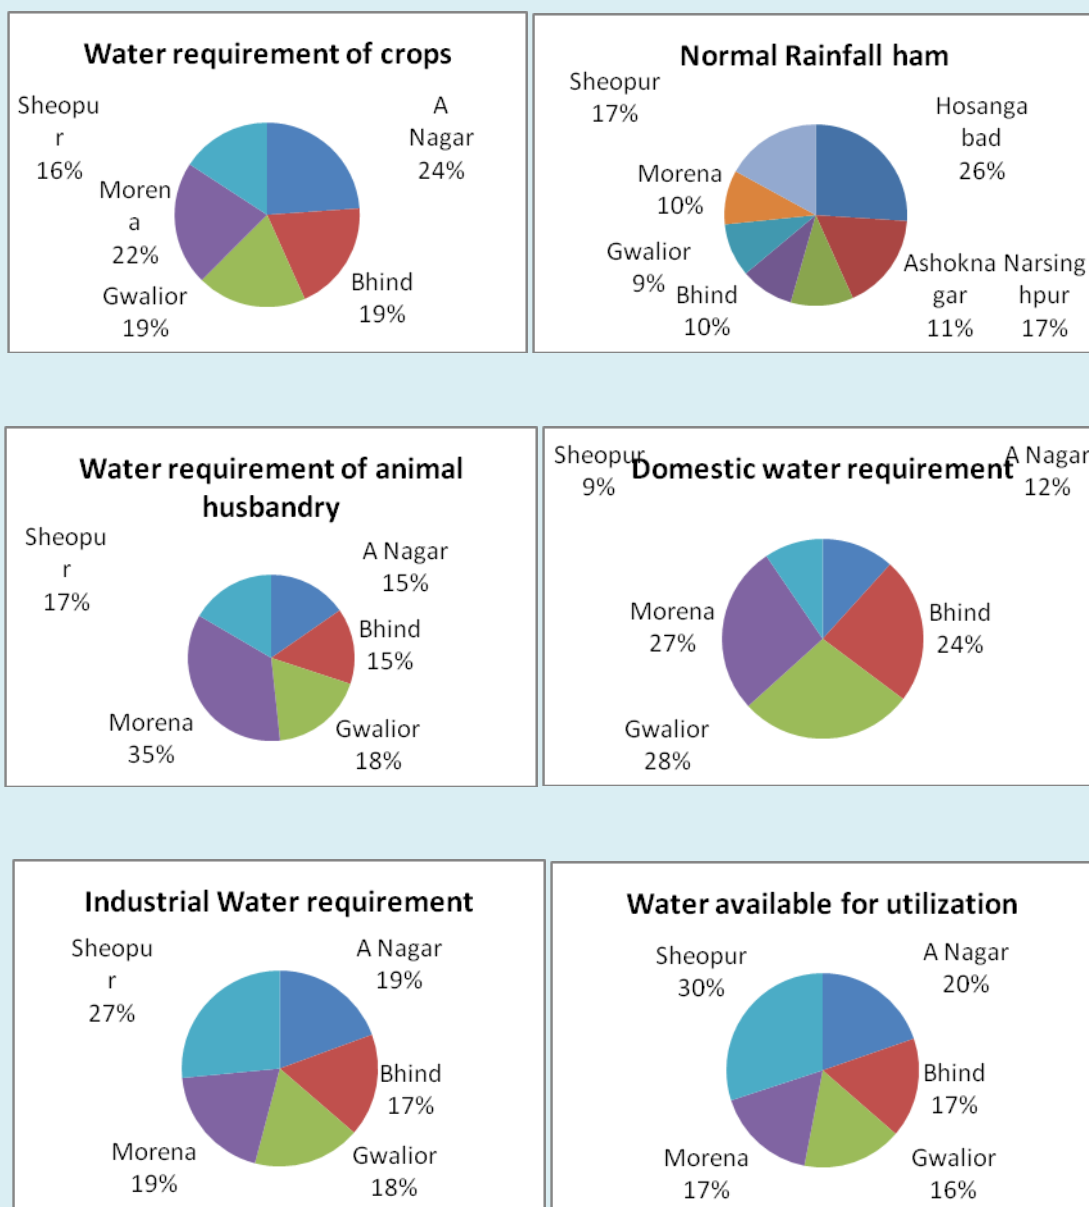 Water requirement of crops
Sheopu
r
16%
A
Nagar
24%
Moren
a
22%
Gwalior
19%
Bhind
19%
Normal Rainfall ham
Sheopur
17%
Hosanga
bad
26%
Morena
10%
Gwalior
9%
Bhind
10%
Ashokna
gar
11%
Narsing
hpur
17%
Water requirement of animal
husbandry
Sheopu
r
17%
A Nagar
15%
Bhind
15%
Morena
35%
Gwalior
18%
Domestic water requirement
Sheopur
9%
A Nagar
12%
Morena
27%
Bhind
24%
Gwalior
28%
Industrial Water requirement
Sheopu
r
27%
A Nagar
19%
Bhind
17%
Morena
19%
Gwalior
18%
Water available for utilization
Sheopur
30%
A Nagar
20%
Bhind
17%
Morena
17%
Gwalior
16%